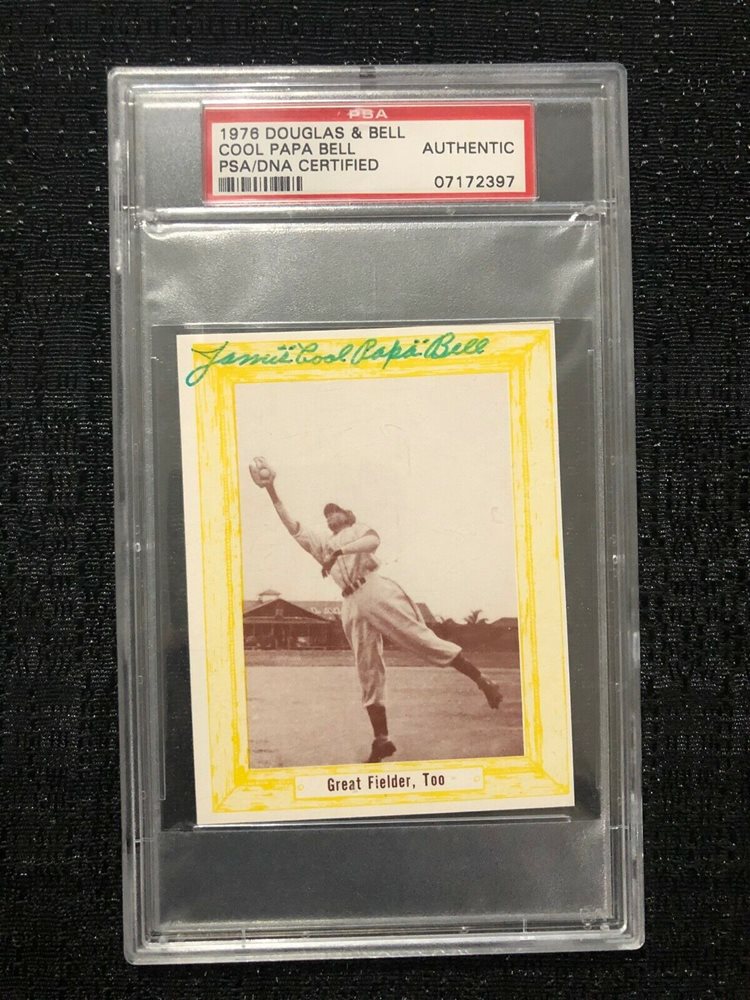 PSA
1976 DOUGLAS & BELL
COOL PAPA BELL AUTHENTIC
PSA/DNA CERTIFIED
07172397
James "Cool Papa" Bell
Great Fielder, Too